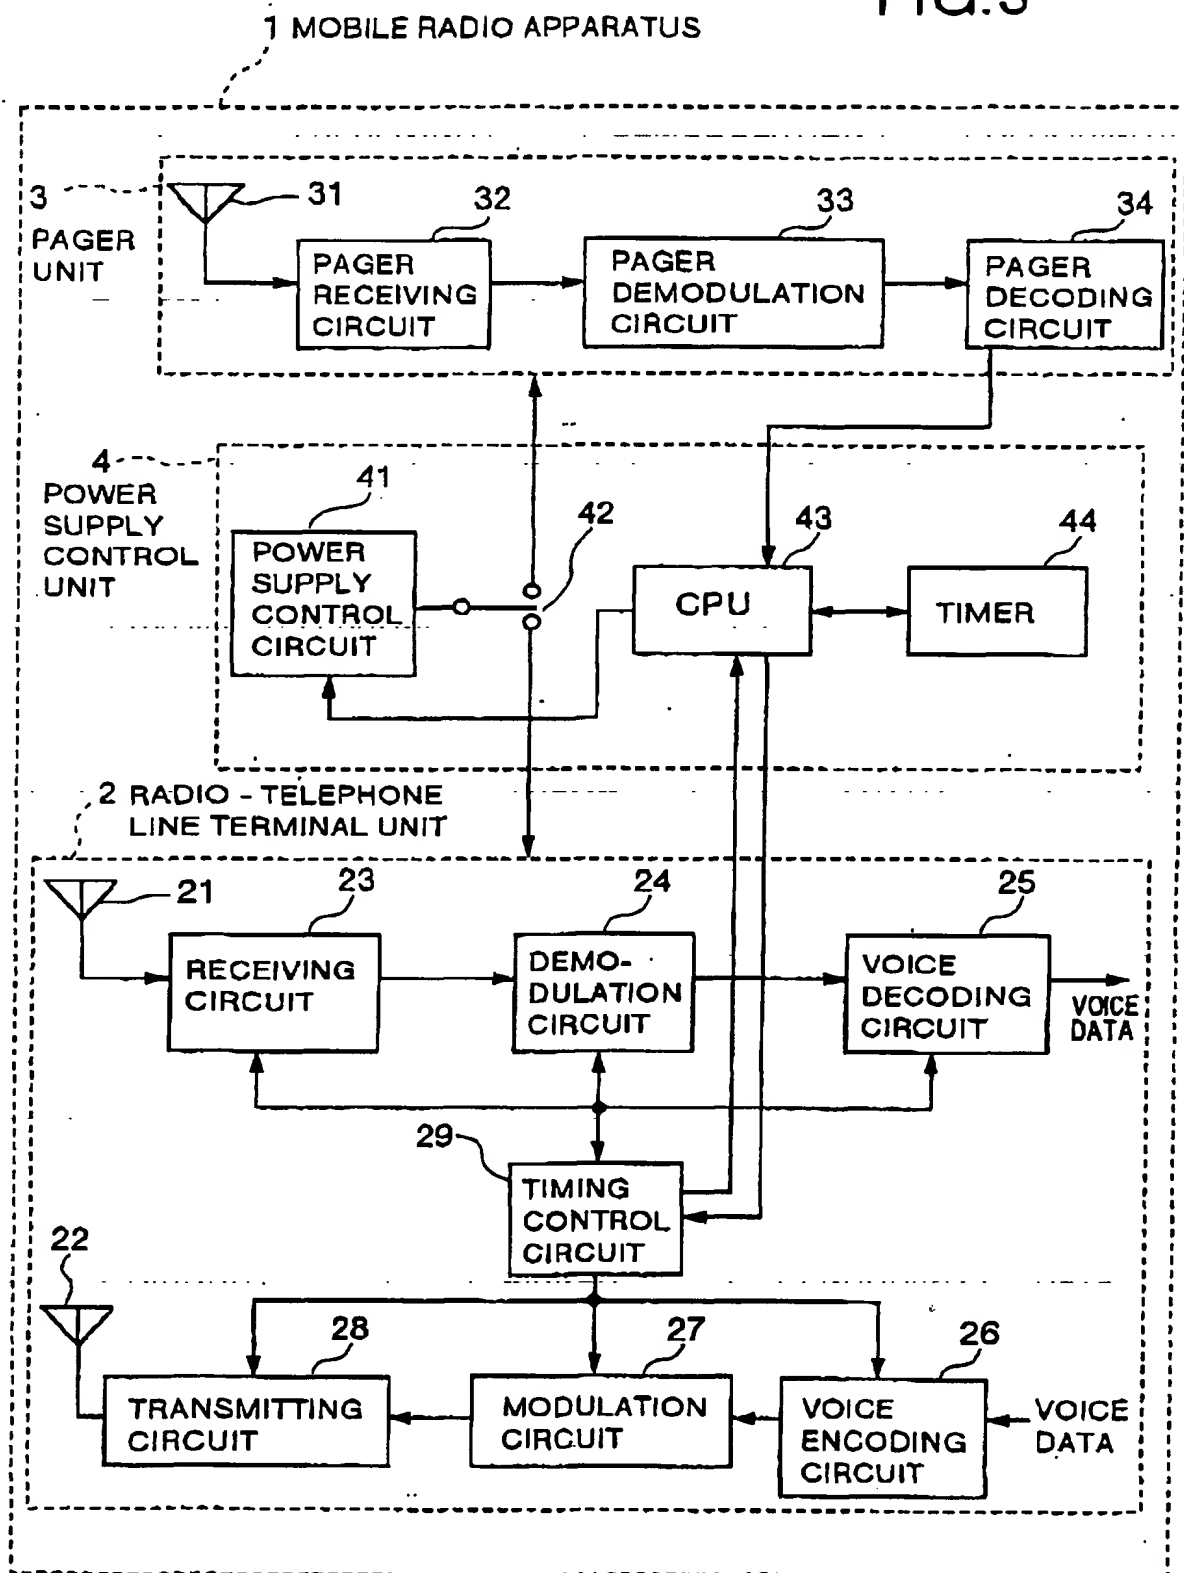 FIG.3
1 MOBILE RADIO APPARATUS
3
PAGER
UNIT
31
32
33
34
PAGER
RECEIVING
CIRCUIT
PAGER
DEMODULATION
CIRCUIT
PAGER
DECODING
CIRCUIT
4
POWER
SUPPLY
CONTROL
UNIT
41
42
43
44
POWER
SUPPLY
CONTROL
CIRCUIT
CPU
TIMER
2 RADIO - TELEPHONE
LINE TERMINAL UNIT
21
23
24
25
RECEIVING
CIRCUIT
DEMO-
DULATION
CIRCUIT
VOICE
DECODING
CIRCUIT
VOICE
DATA
29
TIMING
CONTROL
CIRCUIT
22
28
27
26
TRANSMITTING
CIRCUIT
MODULATION
CIRCUIT
VOICE
ENCODING
CIRCUIT
VOICE
DATA